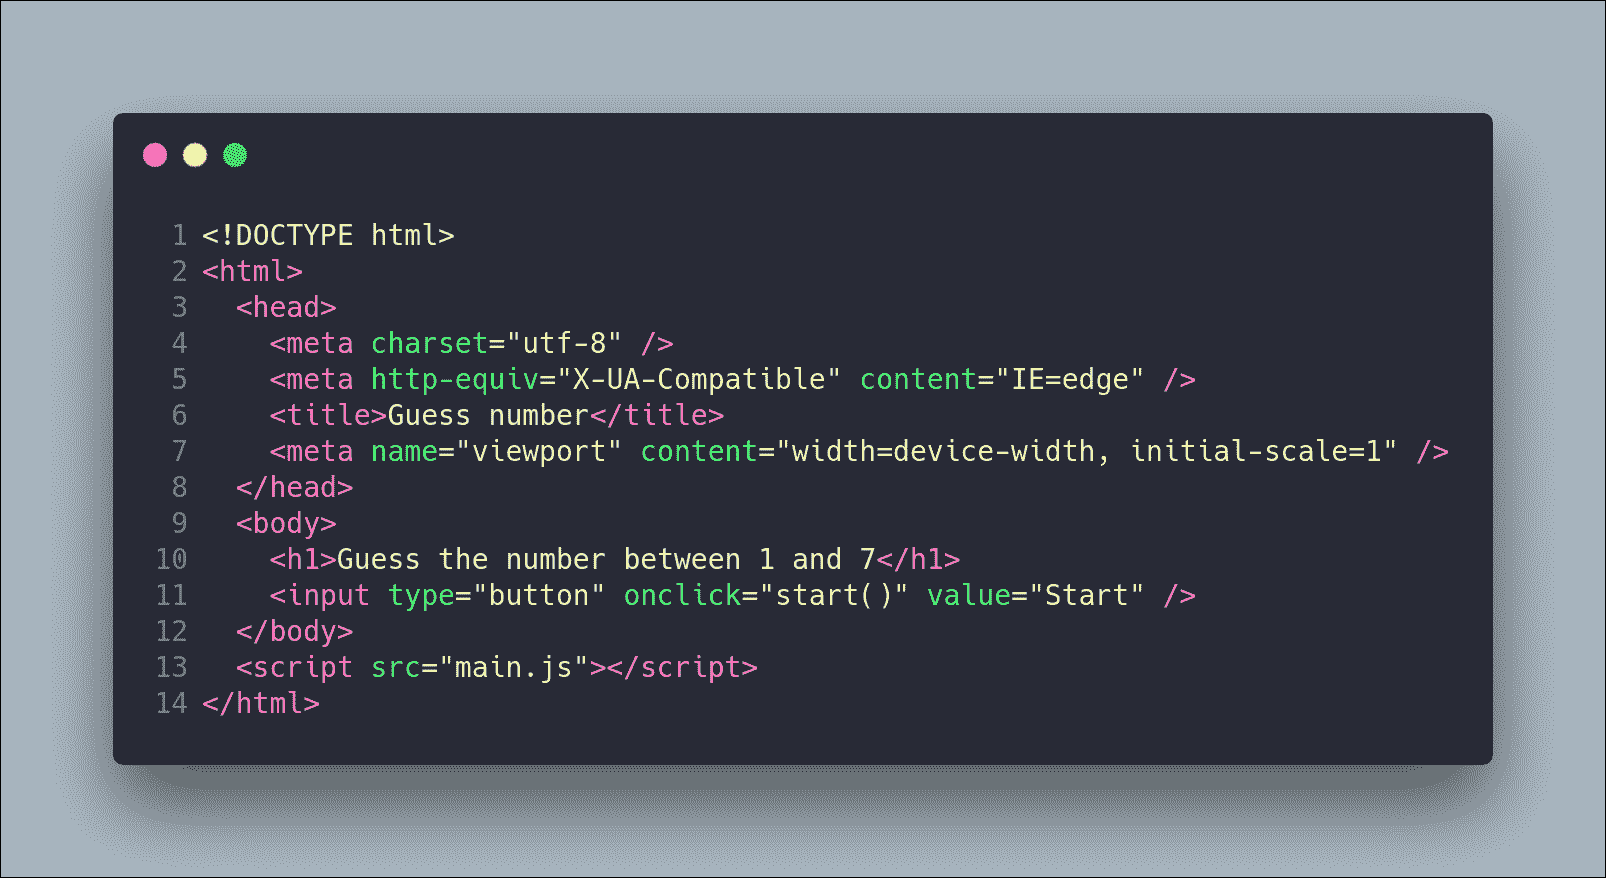 1 <!DOCTYPE html>
2 <html>
3   <head>
4     <meta charset="utf-8" />
5     <meta http-equiv="X-UA-Compatible" content="IE=edge" />
6     <title>Guess number</title>
7     <meta name="viewport" content="width=device-width, initial-scale=1" />
8   </head>
9   <body>
10     <h1>Guess the number between 1 and 7</h1>
11     <input type="button" onclick="start()" value="Start" />
12   </body>
13   <script src="main.js"></script>
14 </html>